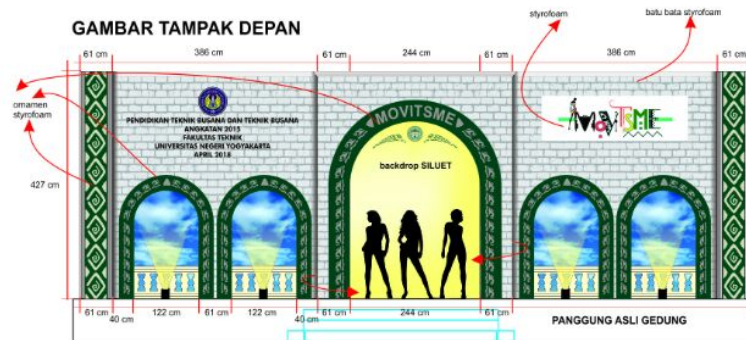 GAMBAR TAMPAK DEPAN
styrofoam
batu bata styrofoam
61 cm
386 cm
61 cm
244 cm
61 cm
386 cm
61 cm
ornamen
styrofoam
427 cm
PENDIDIKAN TEKNIK BUSANA DAN TEKNIK BUSANA
ANGKATAN 2015
FAKULTAS TEKNIK
UNIVERSITAS NEGERI YOGYAKARTA
APRIL 2018
MOVITSME
backdrop SILUET
MOVITSME
61 cm
40 cm
122 cm
61 cm
122 cm
40 cm
61 cm
244 cm
61 cm
PANGGUNG ASLI GEDUNG